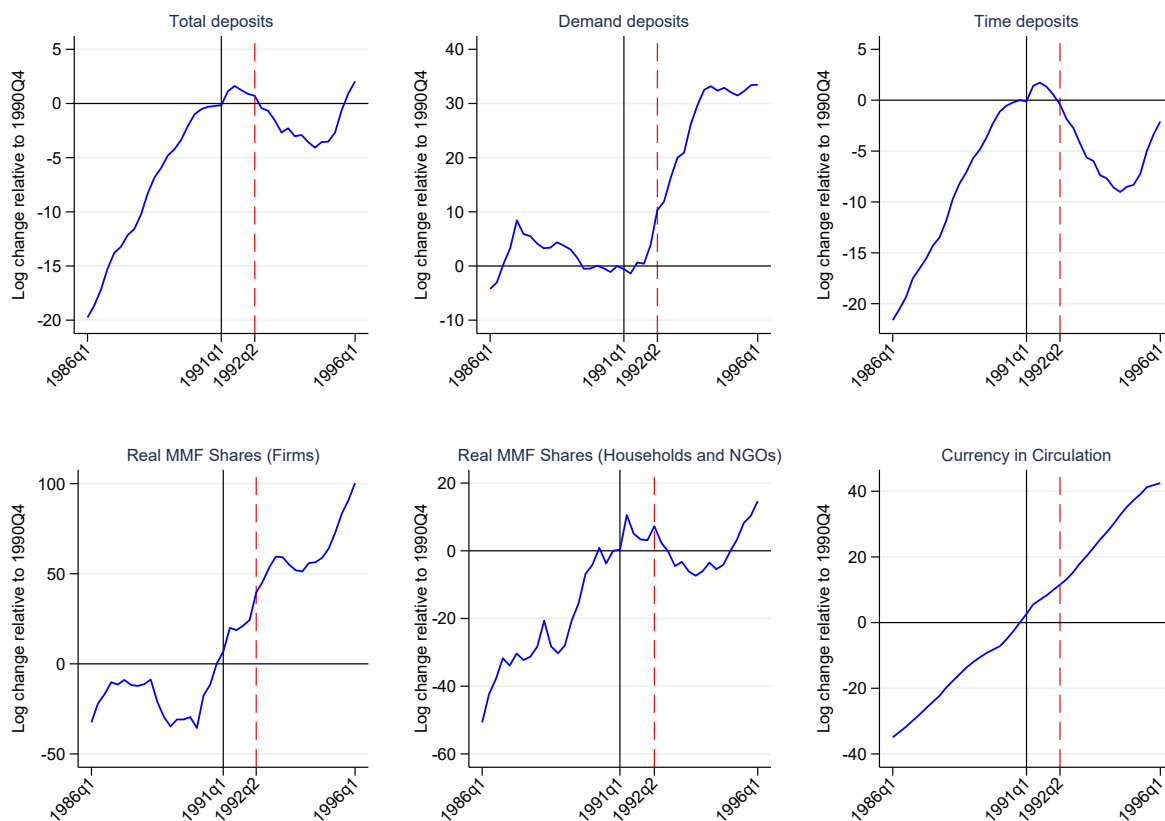 Total deposits
Log change relative to 1990Q4
5
0
-5
-10
-15
-20
1986q1
1991q1
1992q2
1996q1
Demand deposits
Log change relative to 1990Q4
40
30
20
10
0
-10
1986q1
1991q1
1992q2
1996q1
Time deposits
Log change relative to 1990Q4
5
0
-5
-10
-15
-20
1986q1
1991q1
1992q2
1996q1
Real MMF Shares (Firms)
Log change relative to 1990Q4
100
50
0
-50
1986q1
1991q1
1992q2
1996q1
Real MMF Shares (Households and NGOs)
Log change relative to 1990Q4
20
0
-20
-40
-60
1986q1
1991q1
1992q2
1996q1
Currency in Circulation
Log change relative to 1990Q4
40
20
0
-20
-40
1986q1
1991q1
1992q2
1996q1